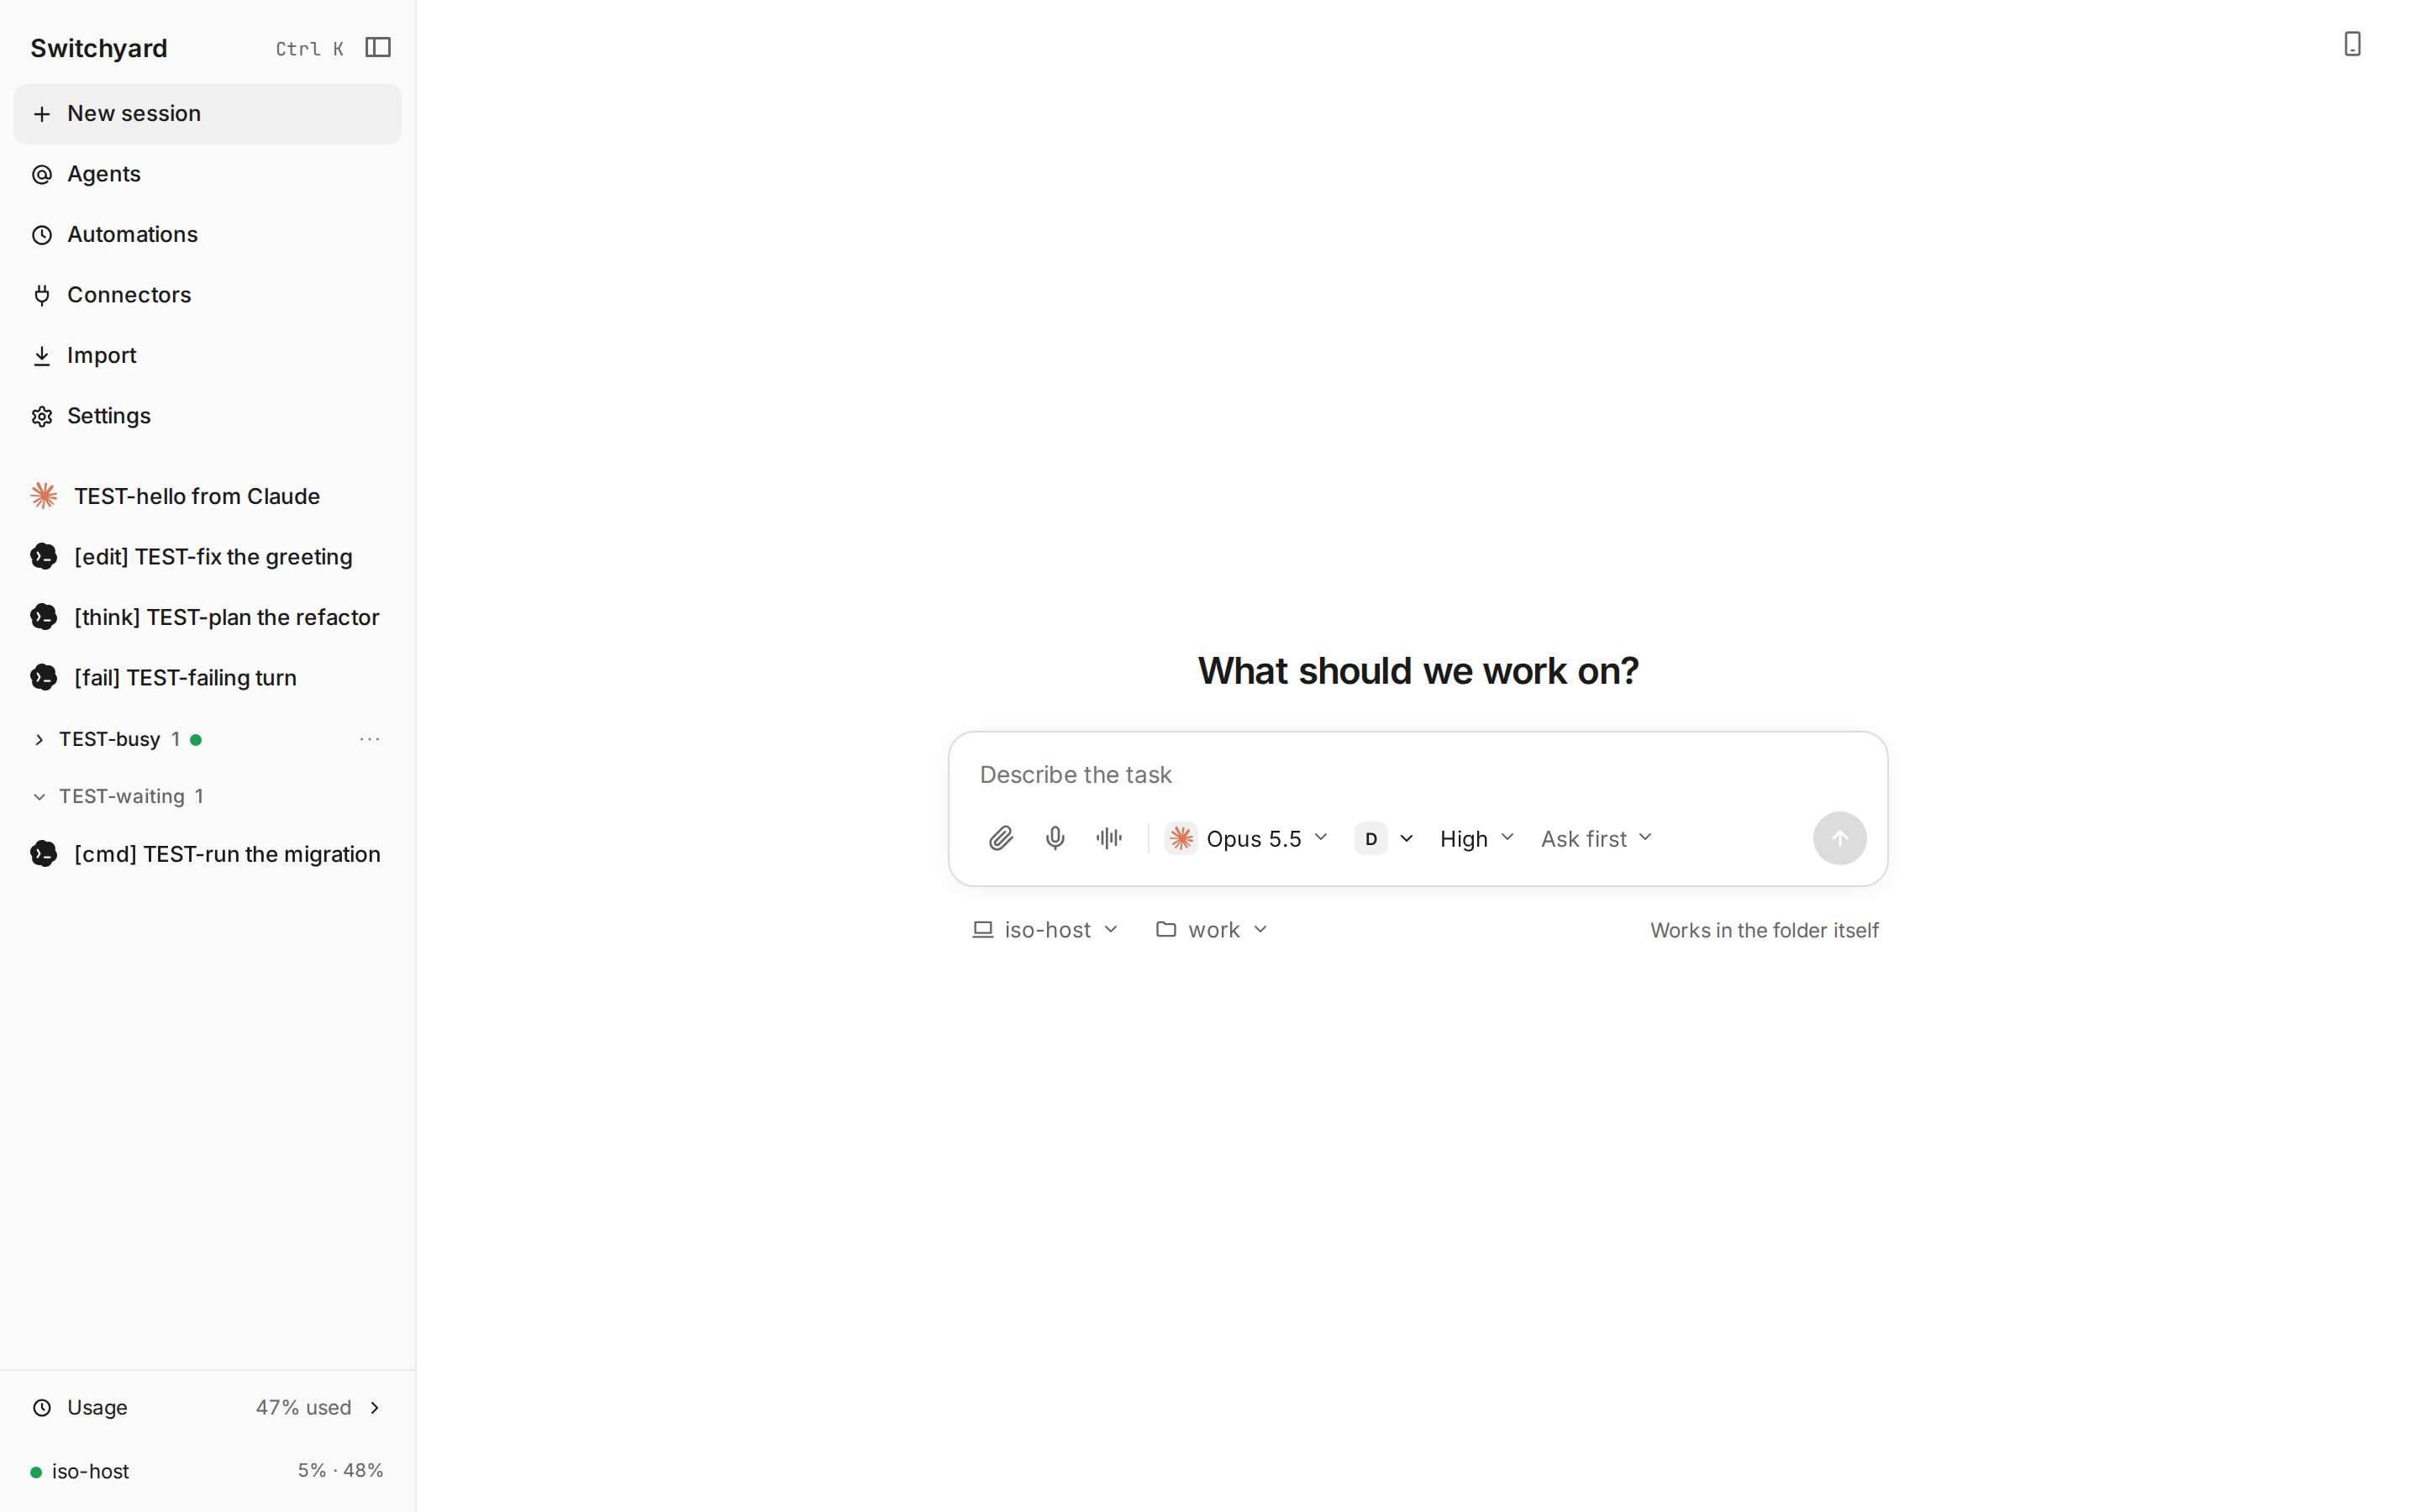 Switchyard Ctrl K
New session
Agents
Automations
Connectors
Import
Settings
TEST-hello from Claude
[edit] TEST-fix the greeting
[think] TEST-plan the refactor
[fail] TEST-failing turn
TEST-busy 1 ···
TEST-waiting 1
[cmd] TEST-run the migration
Usage 47% used
iso-host 5% · 48%
What should we work on?
Describe the task
Opus 5.5 D High Ask first
iso-host work Works in the folder itself